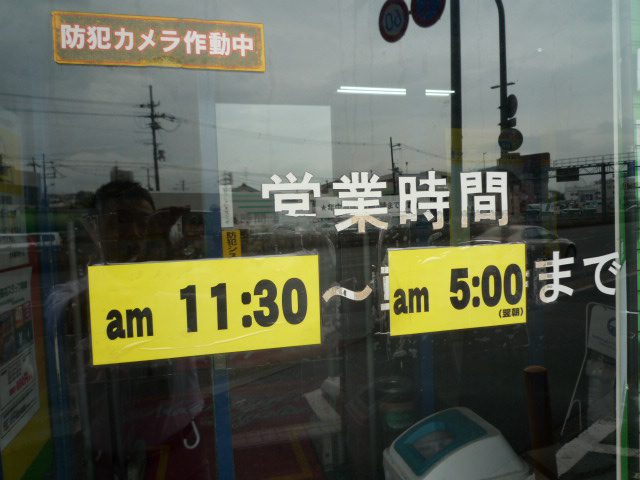 防犯カメラ作動中
営業時間
am 11:30 ～ am 5:00 まで
(翌朝)